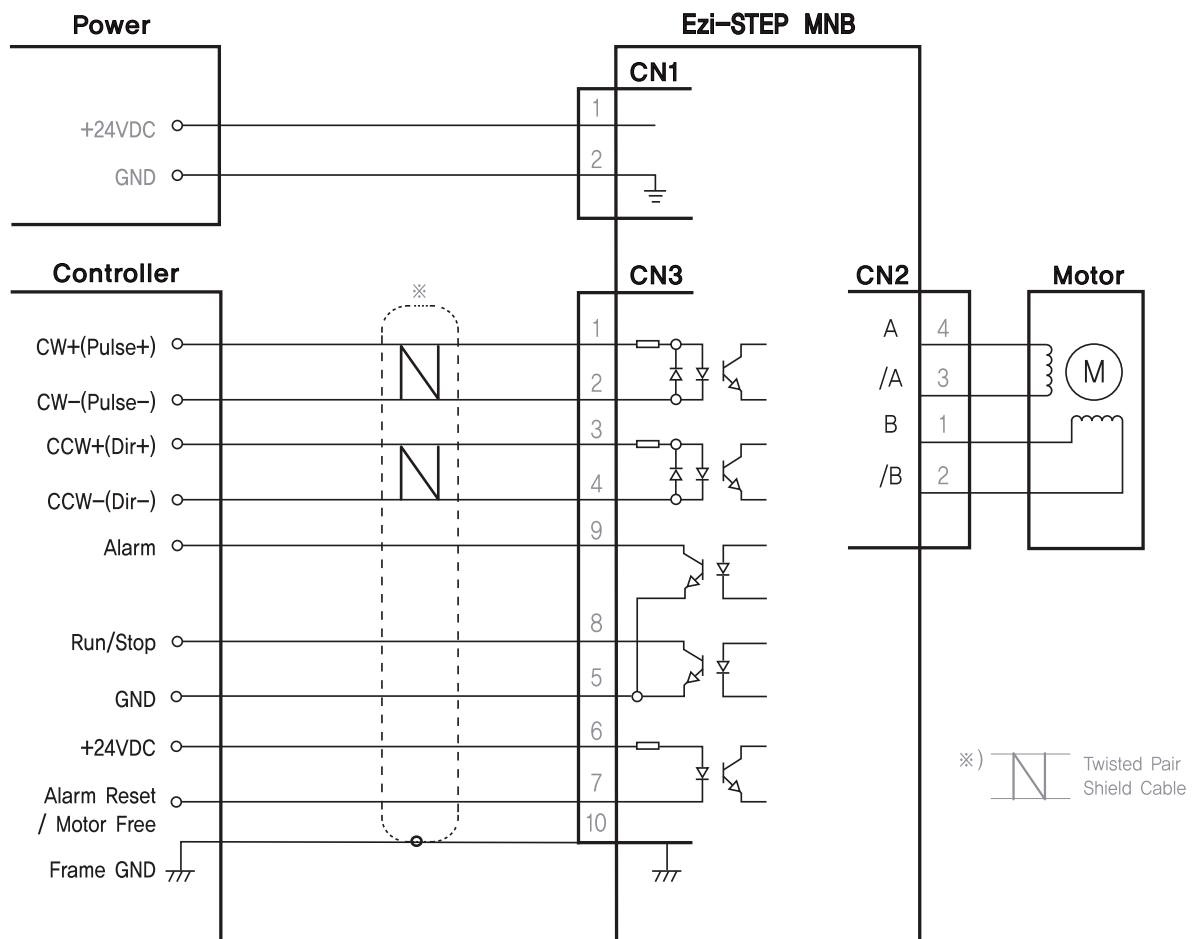 Power
Ezi-STEP MNB
CN1
+24VDC
1
GND
2
Controller
※
CN3
CN2
Motor
CW+(Pulse+)
1
CW-(Pulse-)
2
CCW+(Dir+)
3
CCW-(Dir-)
4
Alarm
9
Run/Stop
8
GND
5
+24VDC
6
Alarm Reset
/ Motor Free
7
10
Frame GND
A
4
/A
3
B
1
/B
2
M
※) Twisted Pair
Shield Cable